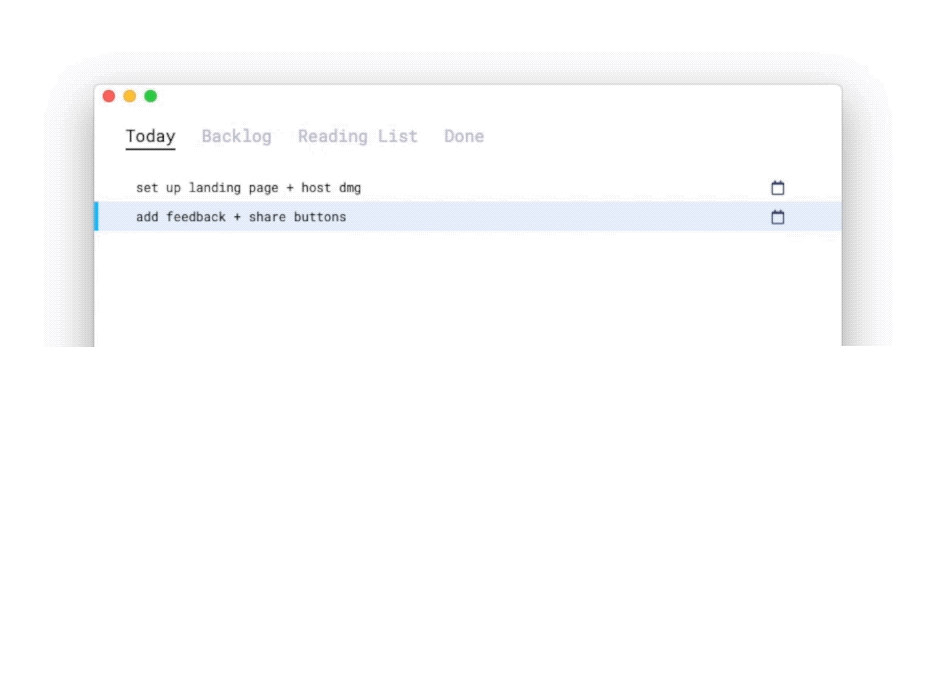 Today Backlog Reading List Done
set up landing page + host dmg
add feedback + share buttons